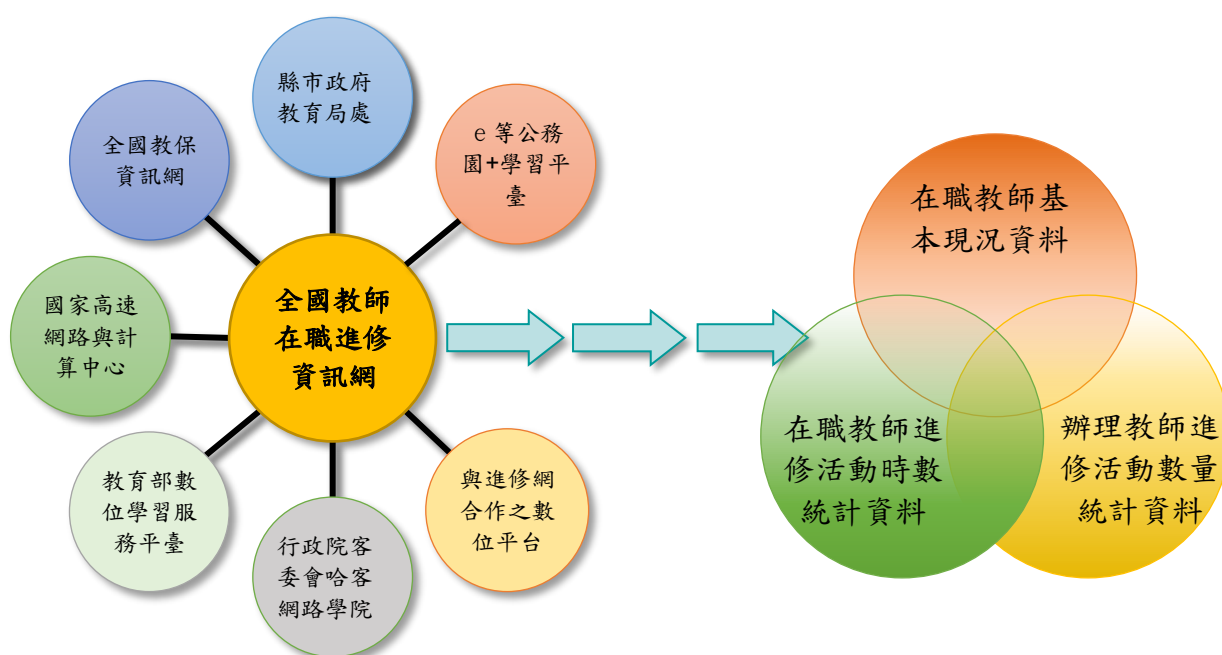 縣市政府
教育局處
e 等公務
園+學習平
臺
全國教保
資訊網
國家高速
網路與計
算中心
全國教師
在職進修
資訊網
教育部數
位學習服
務平臺
行政院客
委會哈客
網路學院
與進修網
合作之數
位平台
在職教師基
本現況資料
在職教師進
修活動時數
統計資料
辦理教師進
修活動數量
統計資料